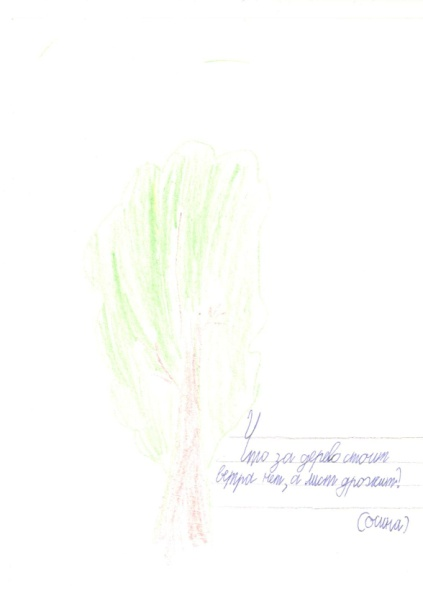 Что за дерево стоит
ветра нет, а лист дрожит?
(осина)